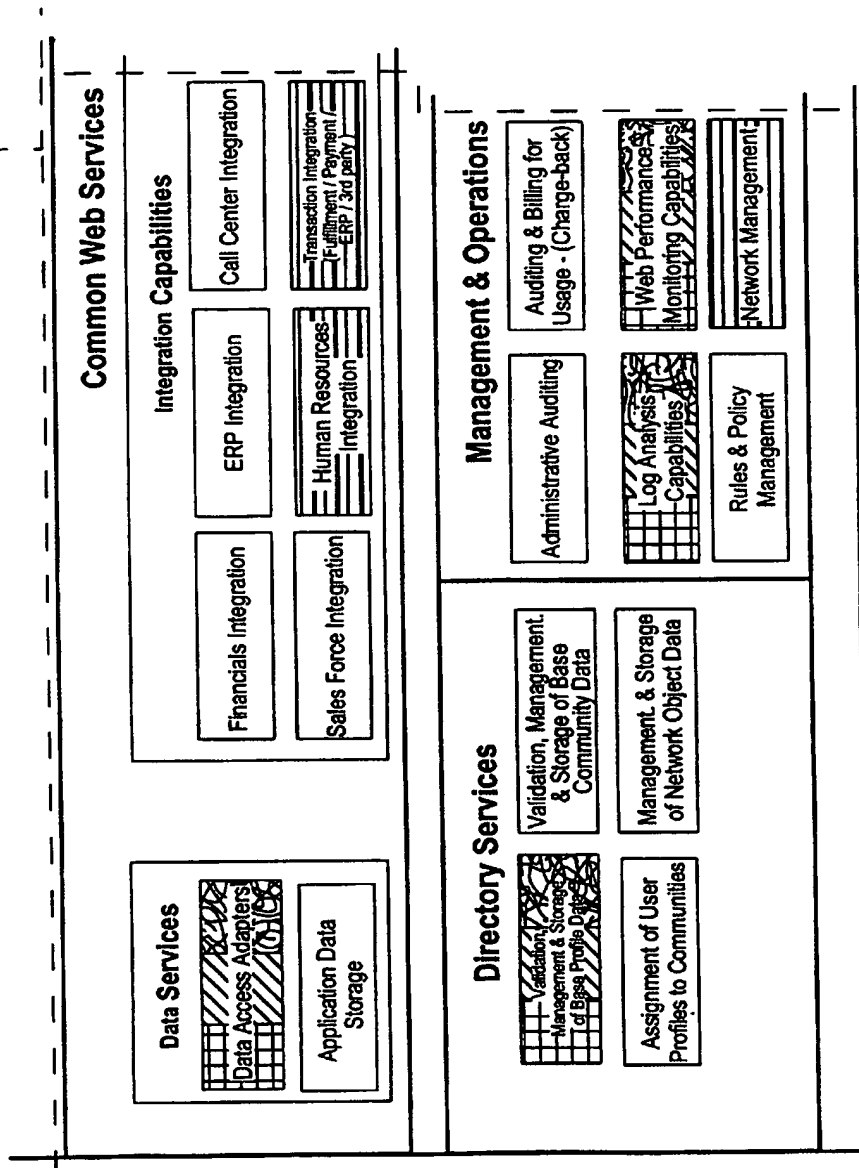 Common Web Services
Data Services
Data Access Adapters
Application Data
Storage
Integration Capabilities
Financials Integration
ERP Integration
Call Center Integration
Sales Force Integration
Human Resources
Integration
Transaction Integration
(Fulfillment / Payment /
ERP / 3rd party )
Directory Services
Validation,
Management & Storage
of Base Profile Data
Validation, Management.
& Storage of Base
Community Data
Assignment of User
Profiles to Communities
Management. & Storage
of Network Object Data
Management & Operations
Administrative Auditing
Auditing & Billing for
Usage - (Charge-back)
Log Analysis
Capabilities
Web Performance
Monitoring Capabilities
Rules & Policy
Management
Network Management